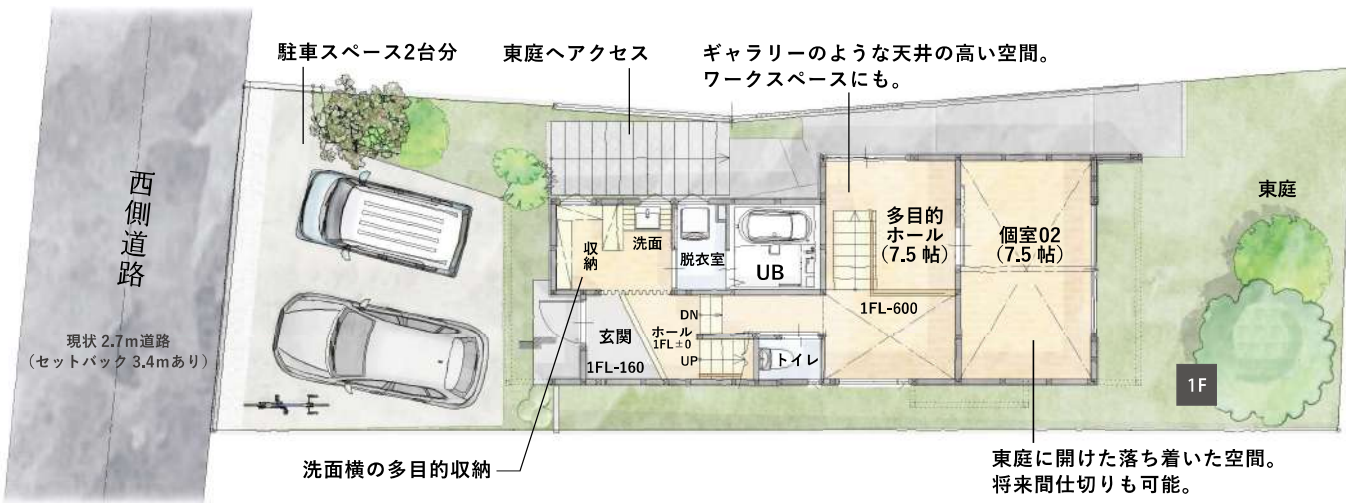 駐車スペース2台分
東庭へアクセス
ギャラリーのような天井の高い空間。
ワークスペースにも。
西側道路
現状 2.7m道路
（セットバック 3.4mあり）
収納
洗面
脱衣室
UB
多目的
ホール
(7.5 帖)
個室02
(7.5 帖)
東庭
玄関
1FL-160
ホール
1FL±0
DN
UP
トイレ
1FL-600
1F
洗面横の多目的収納
東庭に開けた落ち着いた空間。
将来間仕切りも可能。